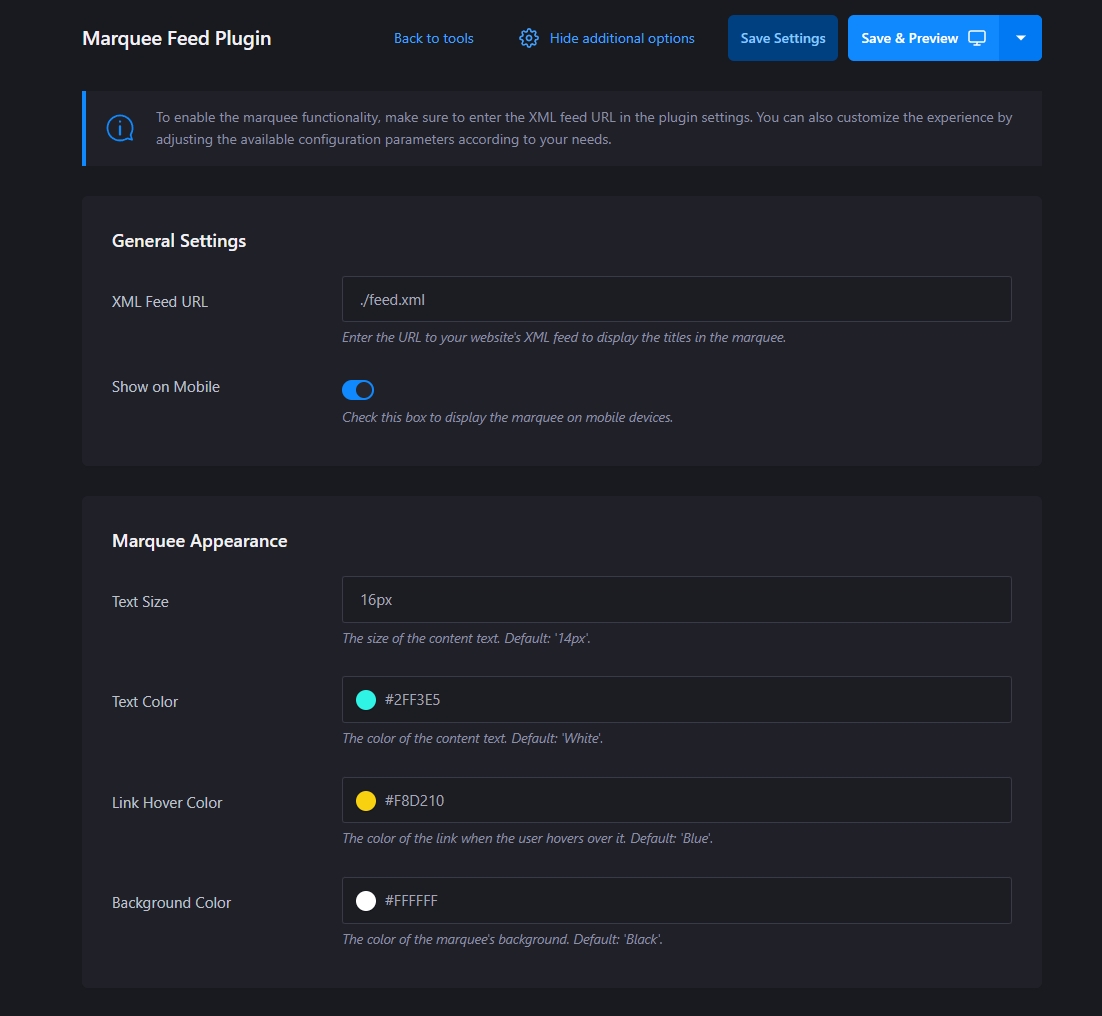 Marquee Feed Plugin
Back to tools
Hide additional options
Save Settings
Save & Preview
To enable the marquee functionality, make sure to enter the XML feed URL in the plugin settings. You can also customize the experience by
adjusting the available configuration parameters according to your needs.
General Settings
XML Feed URL
./feed.xml
Enter the URL to your website's XML feed to display the titles in the marquee.
Show on Mobile
Check this box to display the marquee on mobile devices.
Marquee Appearance
Text Size
16px
The size of the content text. Default: '14px'.
Text Color
#2FF3E5
The color of the content text. Default: 'White'.
Link Hover Color
#F8D210
The color of the link when the user hovers over it. Default: 'Blue'.
Background Color
#FFFFFF
The color of the marquee's background. Default: 'Black'.